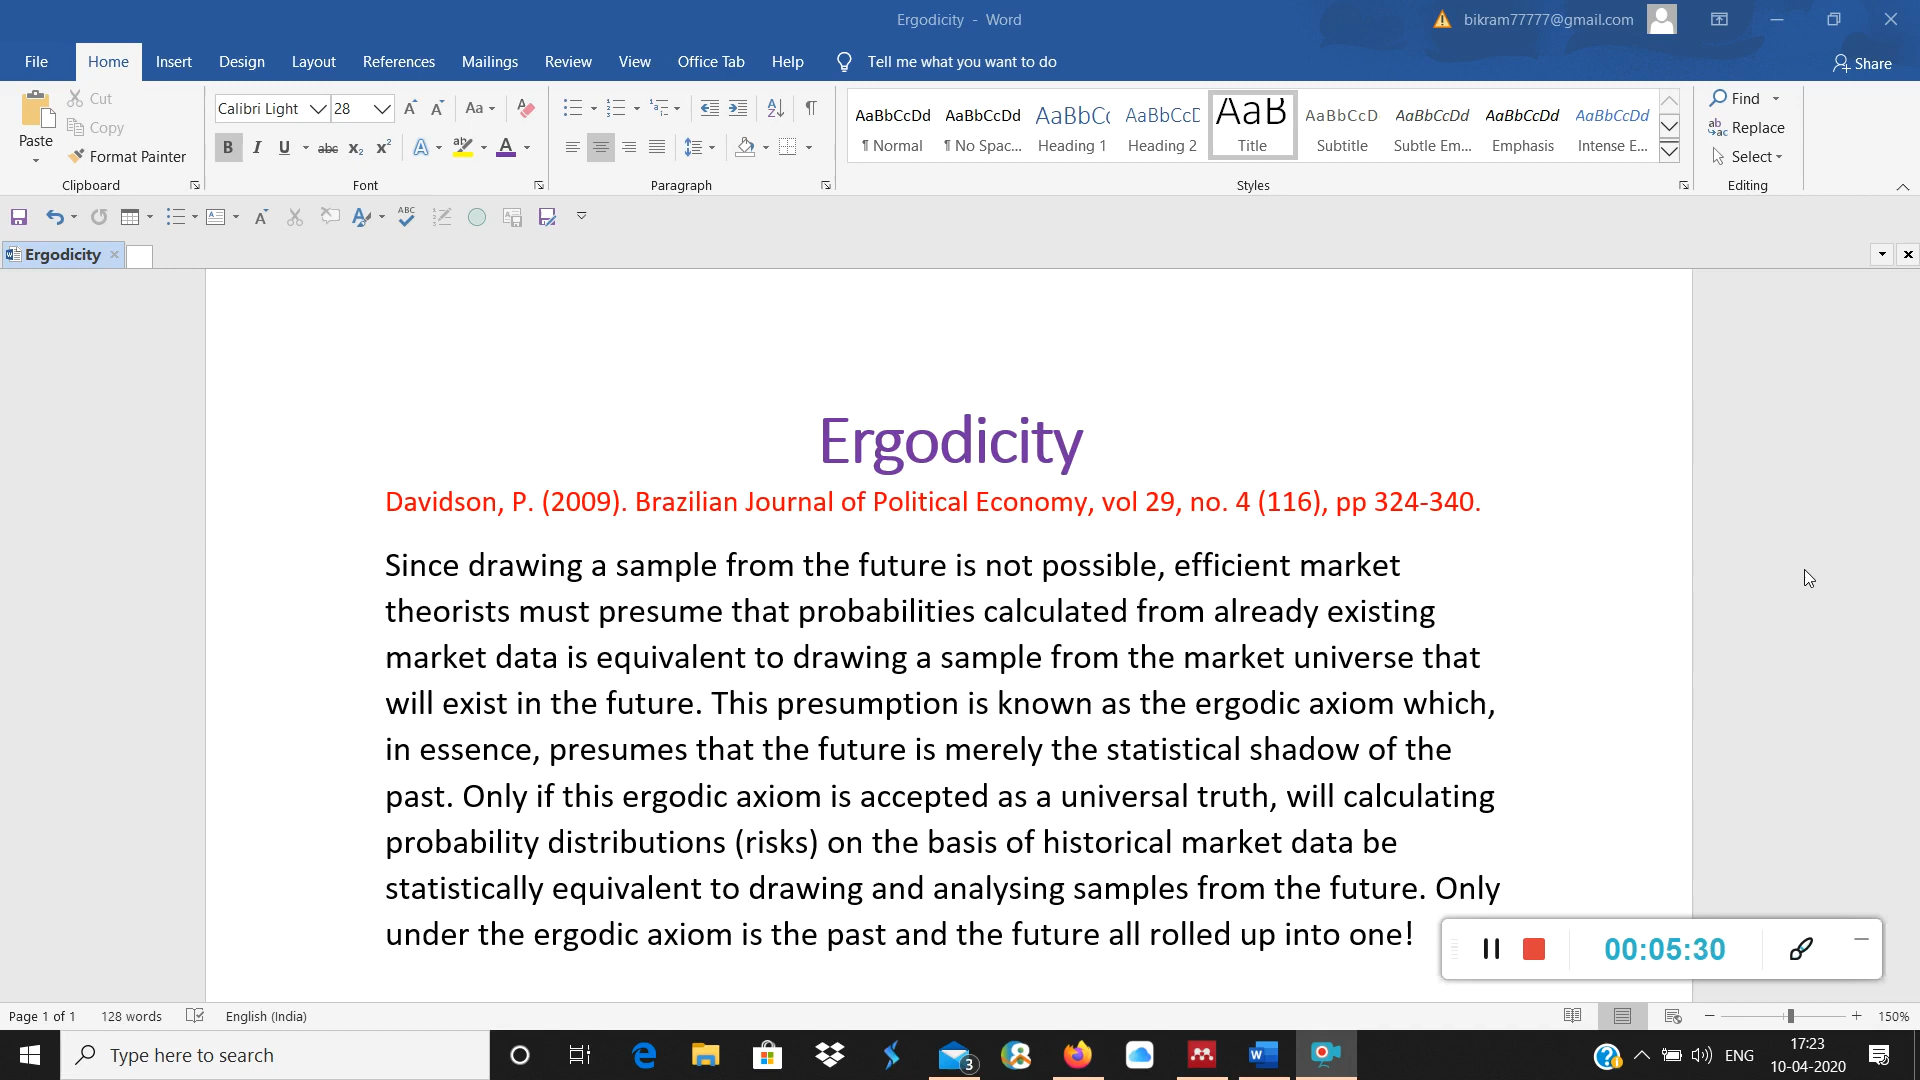 Ergodicity - Word
bikram77777@gmail.com
File Home Insert Design Layout References Mailings Review View Office Tab Help Tell me what you want to do Share
Paste
Cut
Copy
Format Painter
Clipboard
Calibri Light 28
Font
Paragraph
AaBbCcDd AaBbCcDd AaBbCc AaBbCcD AaB AaBbCcD AaBbCcDd AaBbCcDd AaBbCcDd
¶ Normal ¶ No Spac... Heading 1 Heading 2 Title Subtitle Subtle Em... Emphasis Intense E...
Styles
Find
Replace
Select
Editing
Ergodicity
Ergodicity
Davidson, P. (2009). Brazilian Journal of Political Economy, vol 29, no. 4 (116), pp 324-340.
Since drawing a sample from the future is not possible, efficient market
theorists must presume that probabilities calculated from already existing
market data is equivalent to drawing a sample from the market universe that
will exist in the future. This presumption is known as the ergodic axiom which,
in essence, presumes that the future is merely the statistical shadow of the
past. Only if this ergodic axiom is accepted as a universal truth, will calculating
probability distributions (risks) on the basis of historical market data be
statistically equivalent to drawing and analysing samples from the future. Only
under the ergodic axiom is the past and the future all rolled up into one!
00:05:30
Page 1 of 1 128 words English (India) 150%
Type here to search
3
ENG
17:23
10-04-2020